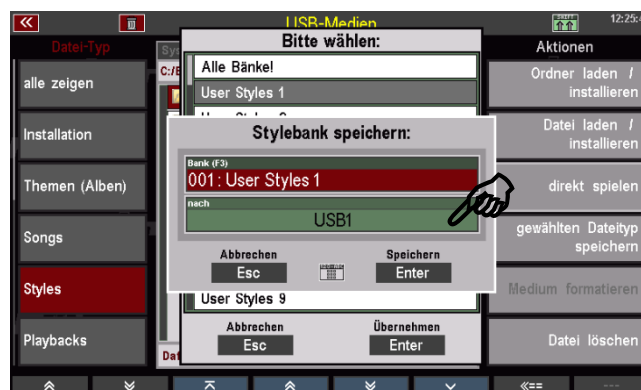 USB-Medien
12:25:
Datei-Typ
Bitte wählen:
Aktionen
alle zeigen
Alle Bänke!
User Styles 1
Ordner laden /
installieren
Installation
Stylebank speichern:
Datei laden /
installieren
Bank (F3)
001: User Styles 1
Themen (Alben)
direkt spielen
nach
USB1
Songs
gewählten Dateityp
speichern
Abbrechen
Speichern
Esc
Enter
Styles
User Styles 9
Medium formatieren
Playbacks
Abbrechen
Übernehmen
Esc
Enter
Datei löschen